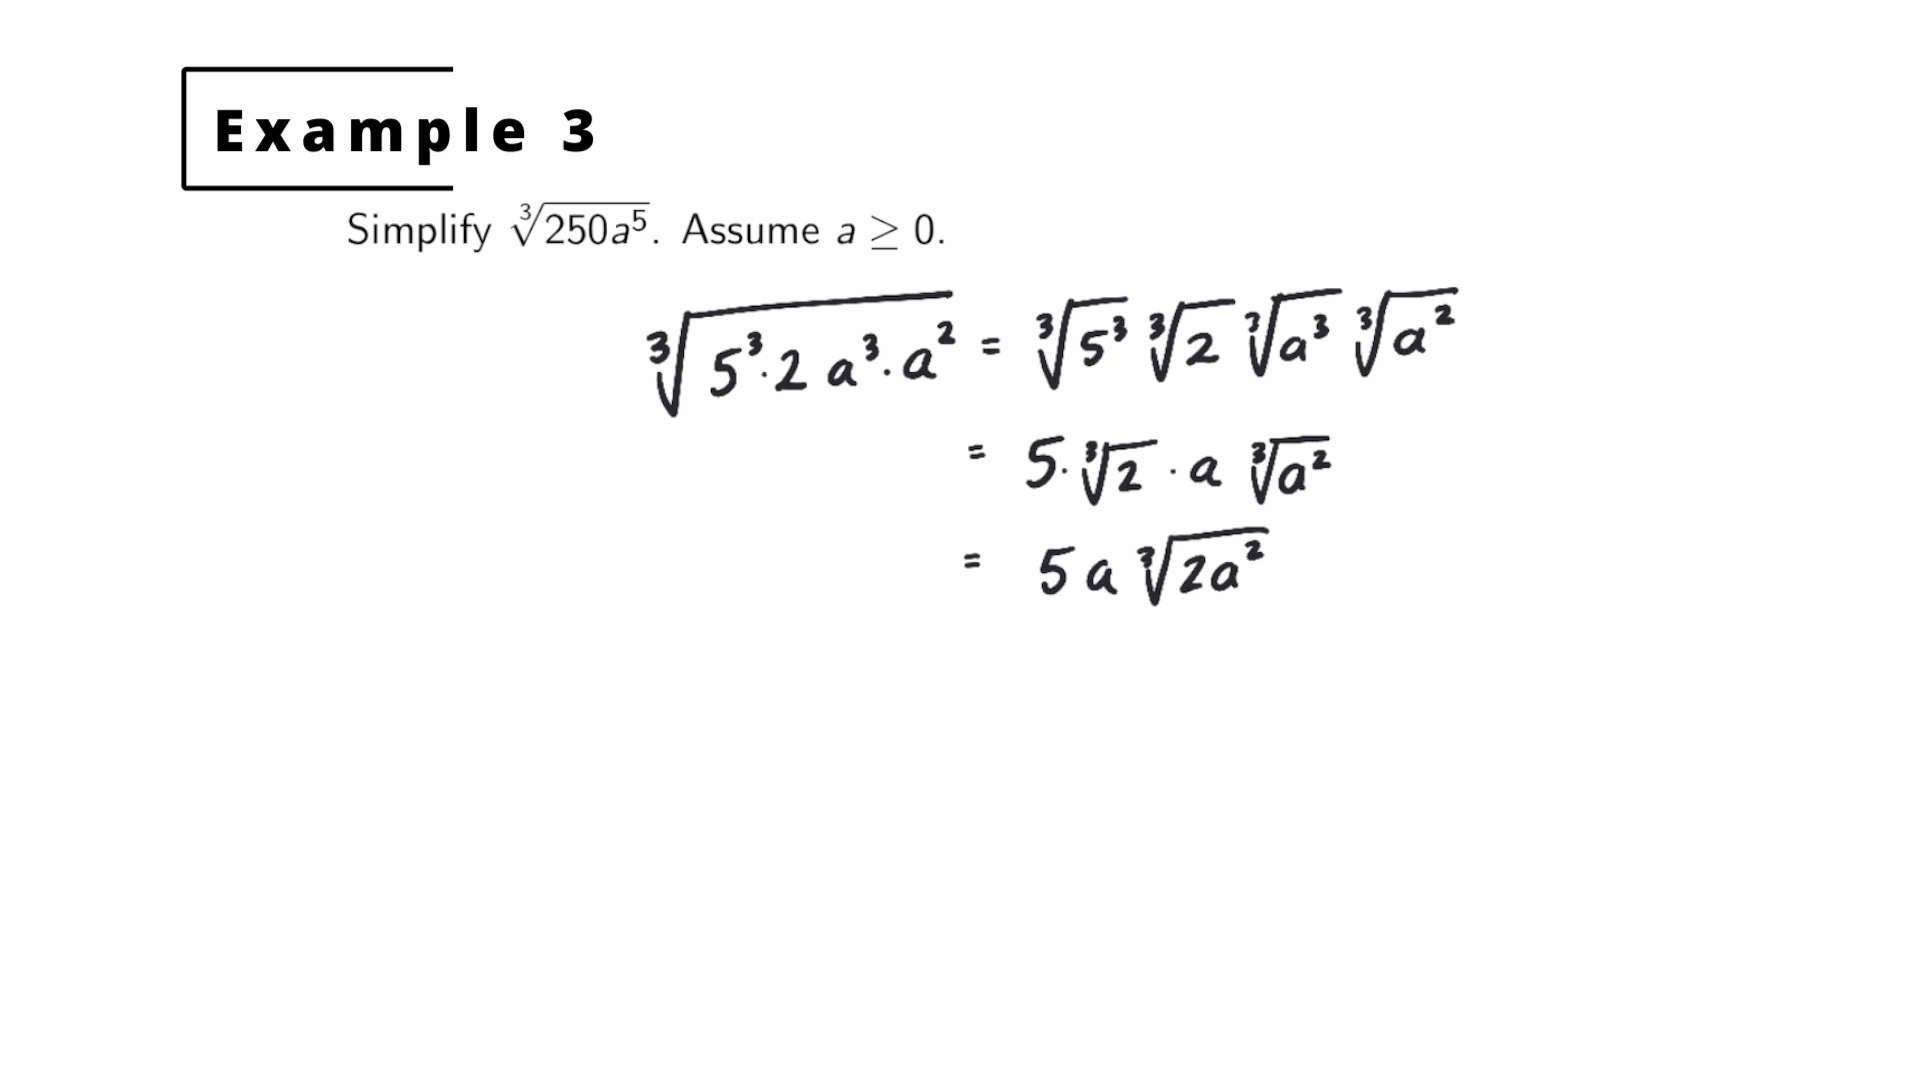 Example 3
Simplify ∛250a⁵. Assume a ≥ 0.
∛5³·2 a³·a² = ∛5³ ∛2 ∛a³ ∛a²
= 5·∛2 · a ∛a²
= 5a ∛2a²